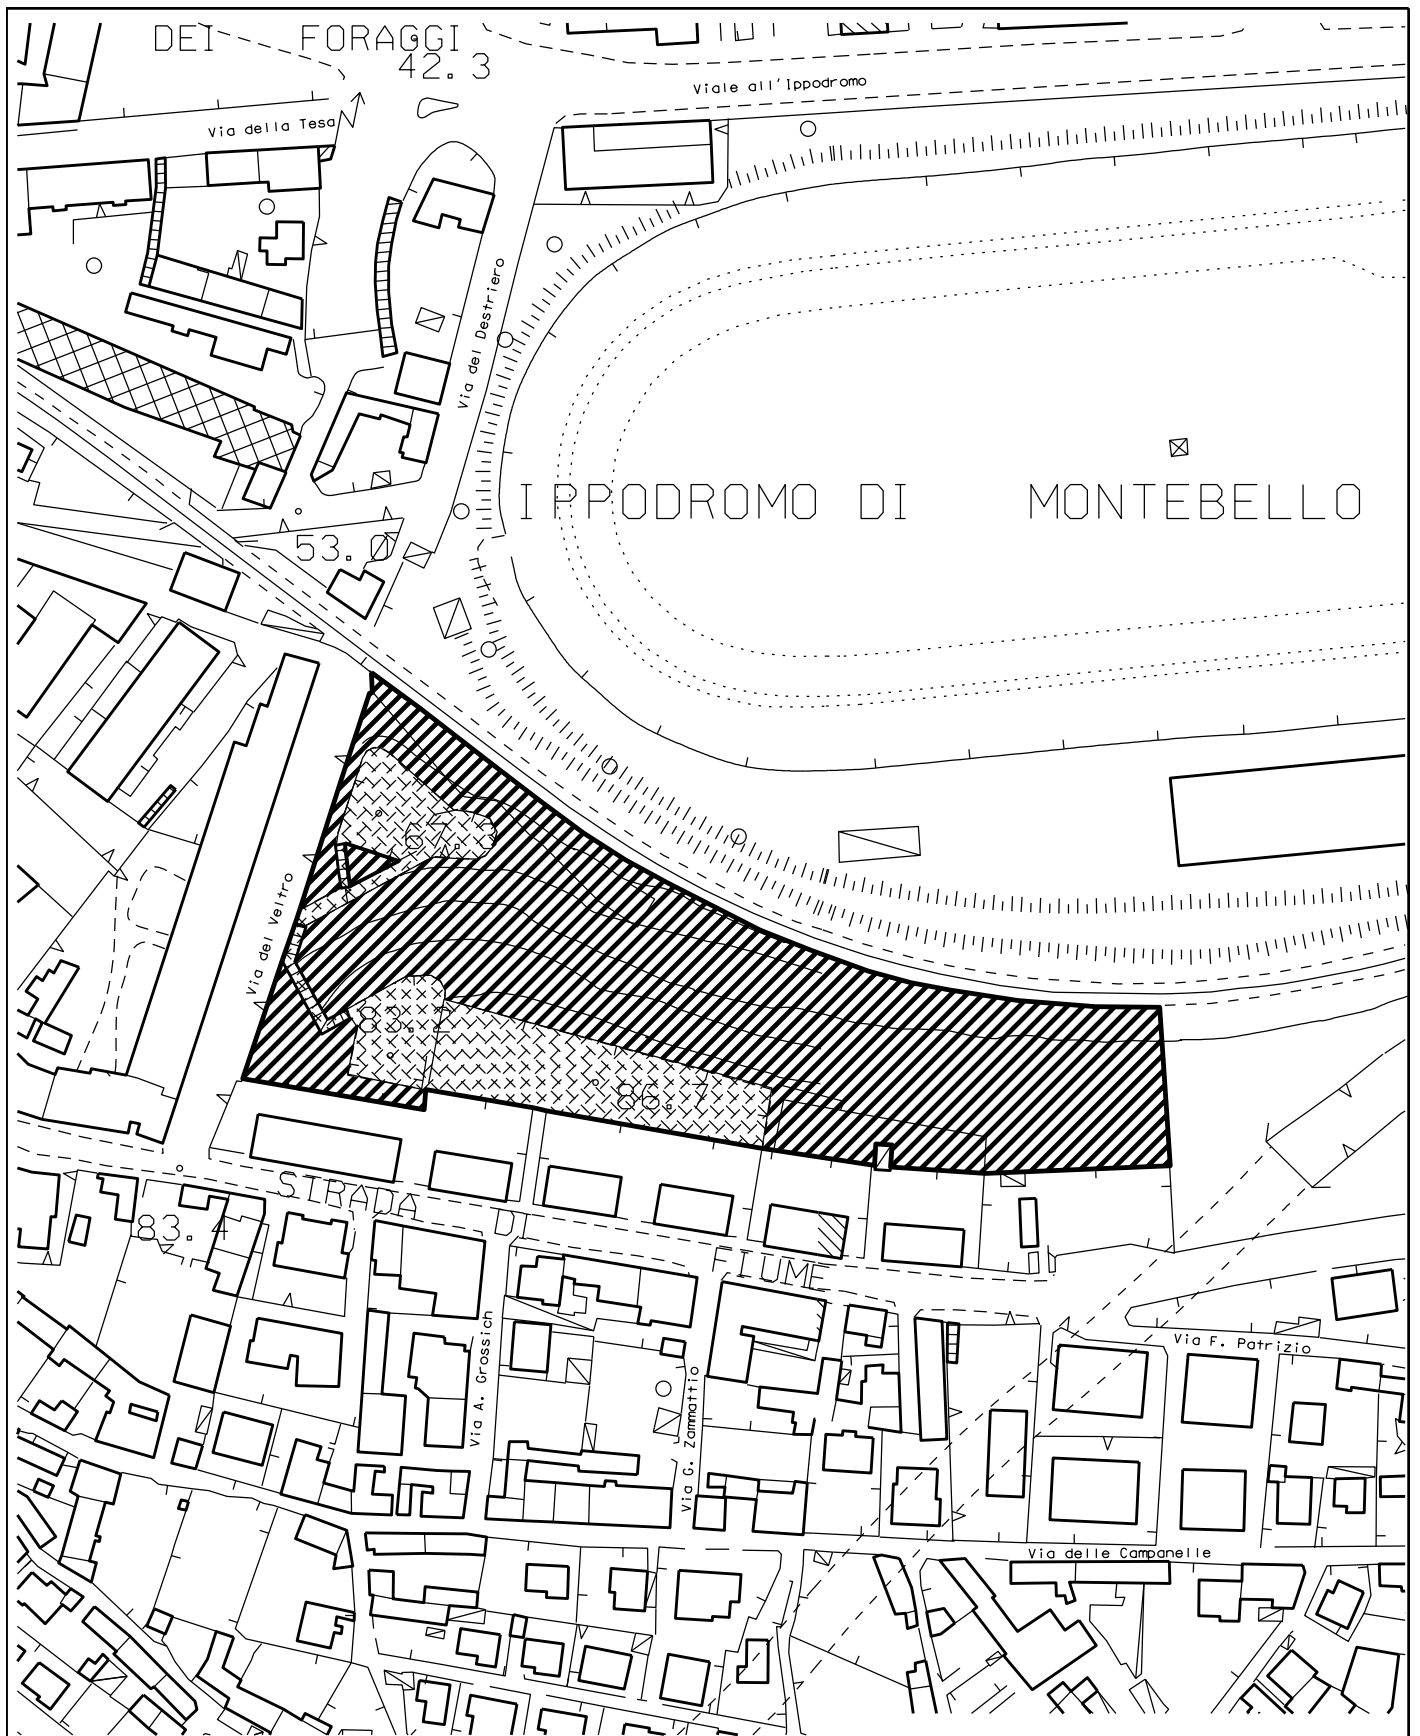 DEI FORAGGI
42.3
Viale all'Ippodromo
Via della Tesa
Via del Destriero
IPPODROMO DI MONTEBELLO
53.0
67.3
Via del Veltro
83.2
86.7
STRADA DI FIUME
83.4
Via A. Grossich
Via G. Zammattio
Via F. Patrizio
Via delle Campanelle